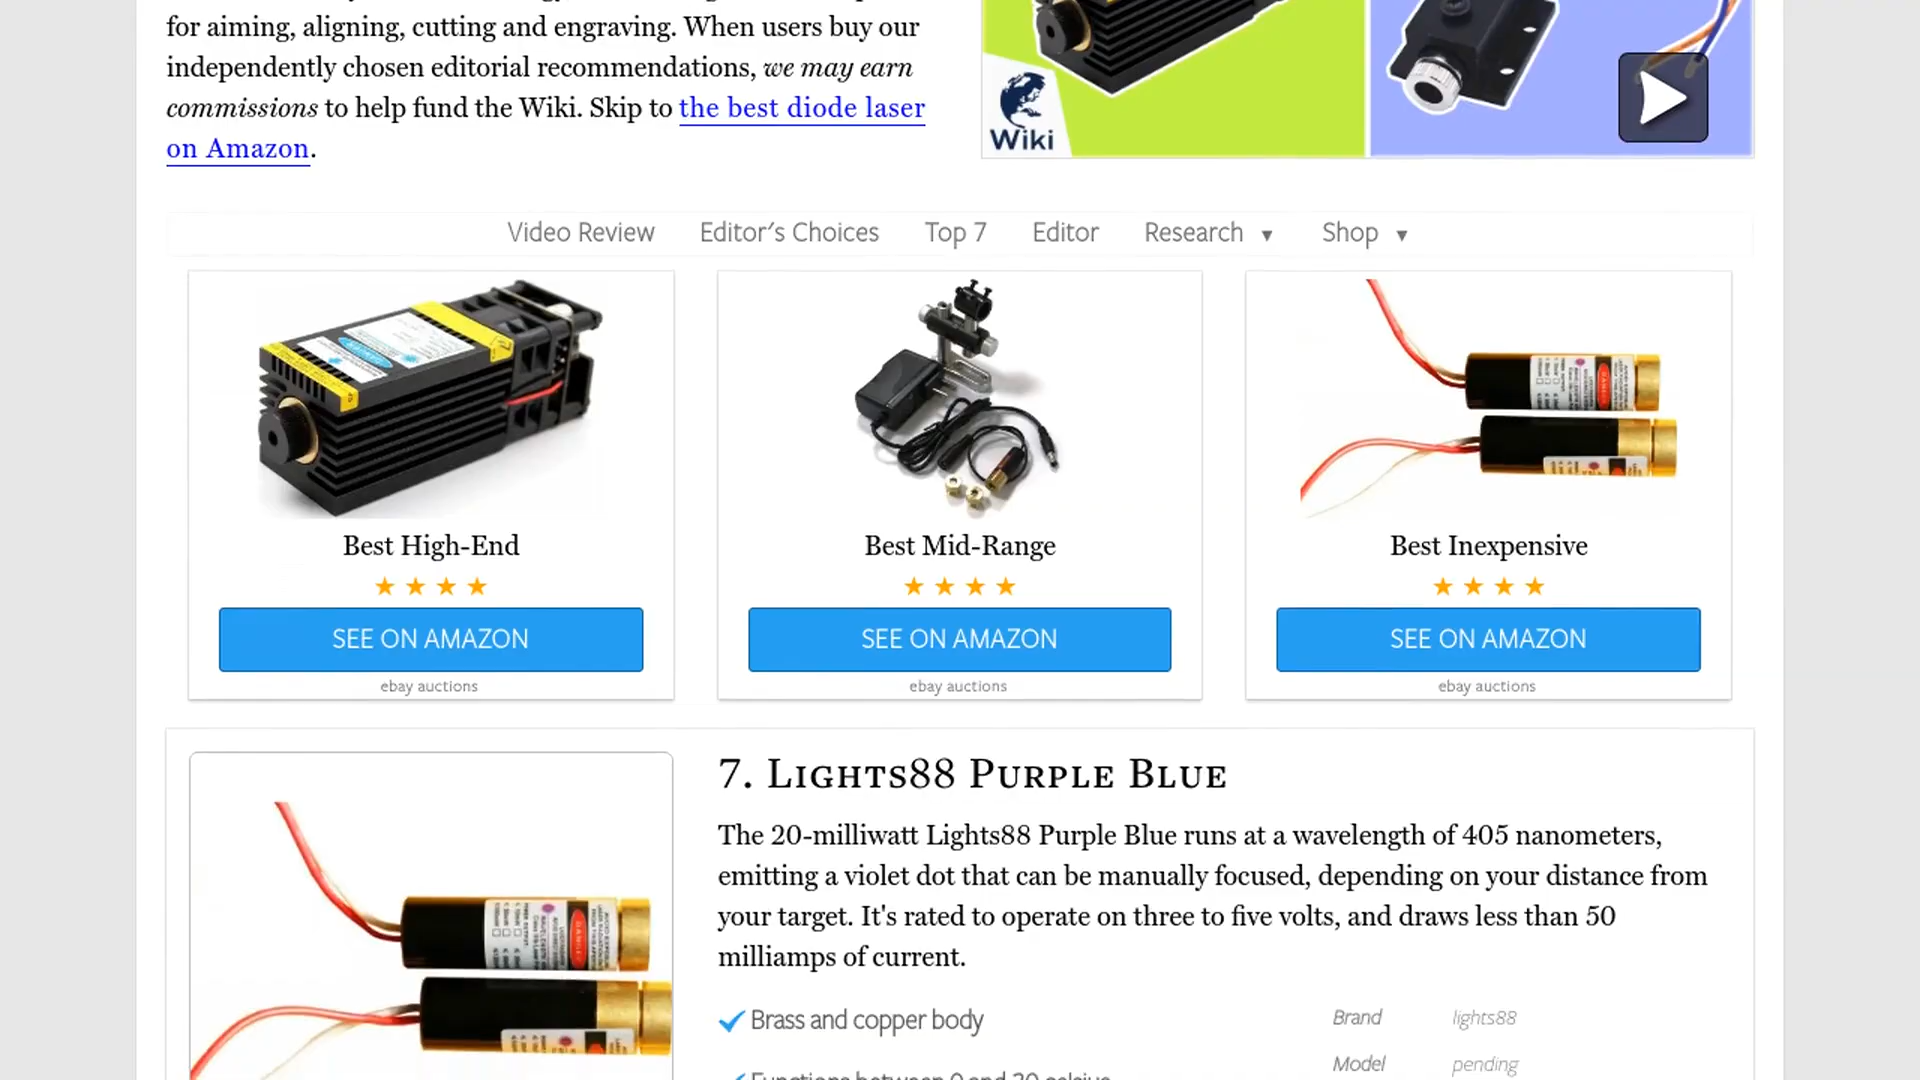 for aiming, aligning, cutting and engraving. When users buy our
independently chosen editorial recommendations, we may earn
commissions to help fund the Wiki. Skip to the best diode laser
on Amazon.
Wiki
Video Review
Editor's Choices
Top 7
Editor
Research ▼
Shop ▼
Best High-End
★ ★ ★ ★
SEE ON AMAZON
ebay auctions
Best Mid-Range
★ ★ ★ ★
SEE ON AMAZON
ebay auctions
Best Inexpensive
★ ★ ★ ★
SEE ON AMAZON
ebay auctions
7. Lights88 Purple Blue
The 20-milliwatt Lights88 Purple Blue runs at a wavelength of 405 nanometers,
emitting a violet dot that can be manually focused, depending on your distance from
your target. It's rated to operate on three to five volts, and draws less than 50
milliamps of current.
Brass and copper body
Brand lights88
Model pending